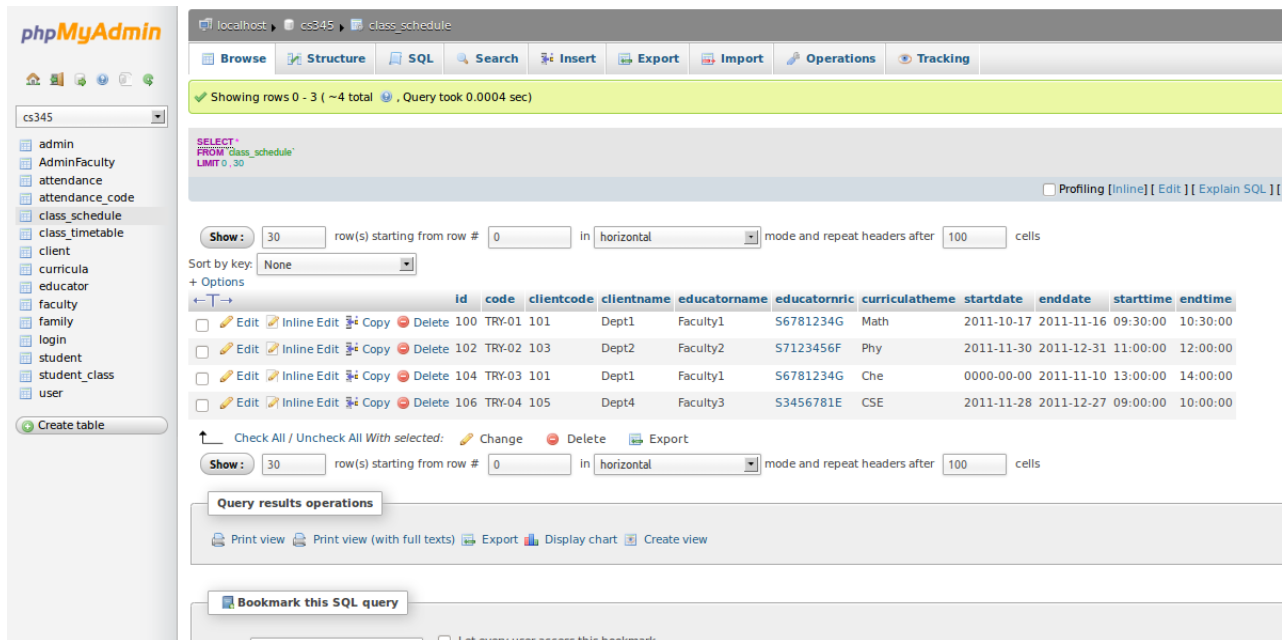 phpMyAdmin
cs345
admin
AdminFaculty
attendance
attendance_code
class_schedule
class_timetable
client
curricula
educator
faculty
family
login
student
student_class
user
Create table
localhost cs345 class_schedule
Browse Structure SQL Search Insert Export Import Operations Tracking
Showing rows 0 - 3 ( ~4 total , Query took 0.0004 sec)
SELECT *
FROM `class_schedule`
LIMIT 0 , 30
Profiling [Inline] [ Edit ] [ Explain SQL ] [
Show : 30 row(s) starting from row # 0 in horizontal mode and repeat headers after 100 cells
Sort by key: None
+ Options
←T→ id code clientcode clientname educatorname educatornric curriculatheme startdate enddate starttime endtime
Edit Inline Edit Copy Delete 100 TRY-01 101 Dept1 Faculty1 S6781234G Math 2011-10-17 2011-11-16 09:30:00 10:30:00
Edit Inline Edit Copy Delete 102 TRY-02 103 Dept2 Faculty2 S7123456F Phy 2011-11-30 2011-12-31 11:00:00 12:00:00
Edit Inline Edit Copy Delete 104 TRY-03 101 Dept1 Faculty1 S6781234G Che 0000-00-00 2011-11-10 13:00:00 14:00:00
Edit Inline Edit Copy Delete 106 TRY-04 105 Dept4 Faculty3 S3456781E CSE 2011-11-28 2011-12-27 09:00:00 10:00:00
Check All / Uncheck All With selected: Change Delete Export
Show : 30 row(s) starting from row # 0 in horizontal mode and repeat headers after 100 cells
Query results operations
Print view Print view (with full texts) Export Display chart Create view
Bookmark this SQL query
Let every user access this bookmark